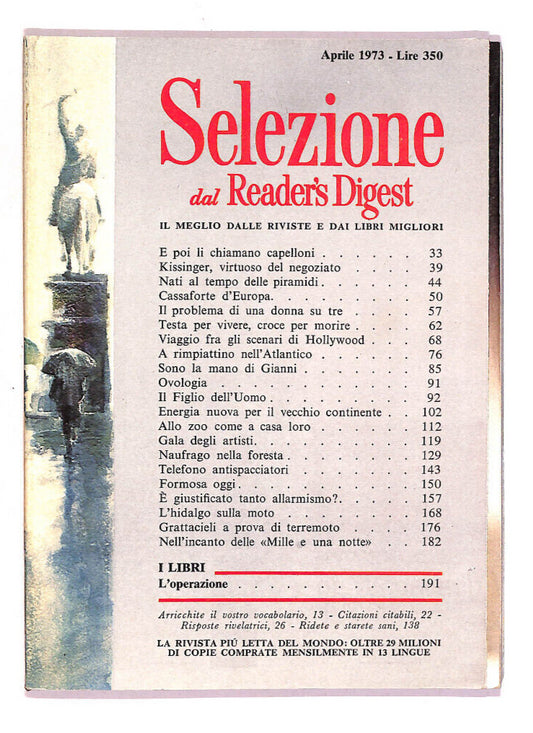 Aprile 1973 - Lire 350
Selezione
dal Reader's Digest
IL MEGLIO DALLE RIVISTE E DAI LIBRI MIGLIORI
E poi li chiamano capelloni . . . . . . 33
Kissinger, virtuoso del negoziato . . . . 39
Nati al tempo delle piramidi . . . . . . 44
Cassaforte d'Europa. . . . . . . . . . 50
Il problema di una donna su tre . . . . 57
Testa per vivere, croce per morire . . . . 62
Viaggio fra gli scenari di Hollywood . . . 68
A rimpiattino nell'Atlantico . . . . . . 76
Sono la mano di Gianni . . . . . . . 85
Ovologia . . . . . . . . . . . . 91
Il Figlio dell'Uomo . . . . . . . . . 92
Energia nuova per il vecchio continente . . 102
Allo zoo come a casa loro . . . . . . 112
Gala degli artisti. . . . . . . . . . 119
Naufrago nella foresta . . . . . . . . 129
Telefono antispacciatori . . . . . . . 143
Formosa oggi . . . . . . . . . . . 150
È giustificato tanto allarmismo?. . . . . 157
L'hidalgo sulla moto . . . . . . . . 168
Grattacieli a prova di terremoto . . . . 176
Nell'incanto delle «Mille e una notte» . . 182
I LIBRI
L'operazione . . . . . . . . . . . 191
Arricchite il vostro vocabolario, 13 - Citazioni citabili, 22 -
Risposte rivelatrici, 26 - Ridete e starete sani, 138
LA RIVISTA PIÚ LETTA DEL MONDO: OLTRE 29 MILIONI
DI COPIE COMPRATE MENSILMENTE IN 13 LINGUE